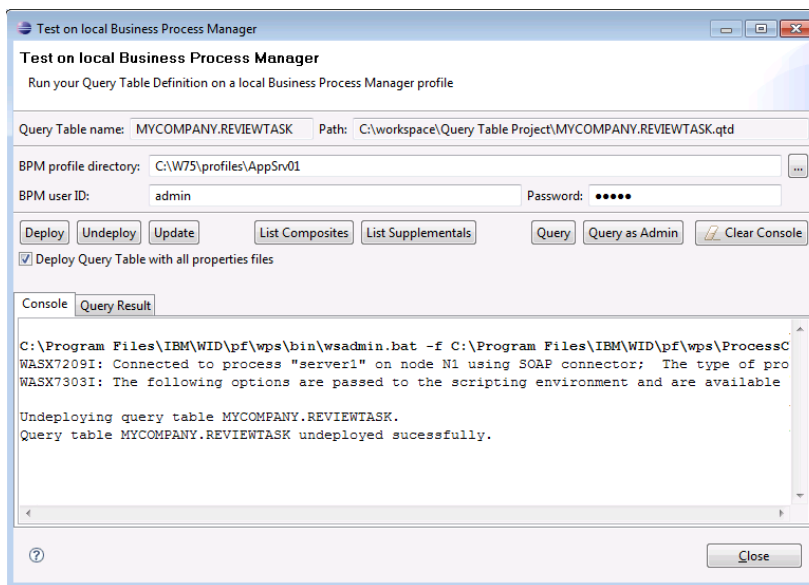 Test on local Business Process Manager
Test on local Business Process Manager
Run your Query Table Definition on a local Business Process Manager profile
Query Table name: MYCOMPANY.REVIEWTASK Path: C:\workspace\Query Table Project\MYCOMPANY.REVIEWTASK.qtd
BPM profile directory: C:\W75\profiles\AppSrv01 ...
BPM user ID: admin Password: ●●●●●
Deploy Undeploy Update List Composites List Supplementals Query Query as Admin Clear Console
Deploy Query Table with all properties files
Console Query Result
C:\Program Files\IBM\WID\pf\wps\bin\wsadmin.bat -f C:\Program Files\IBM\WID\pf\wps\ProcessC
WASX7209I: Connected to process "server1" on node N1 using SOAP connector; The type of pro
WASX7303I: The following options are passed to the scripting environment and are available
Undeploying query table MYCOMPANY.REVIEWTASK.
Query table MYCOMPANY.REVIEWTASK undeployed sucessfully.
? Close